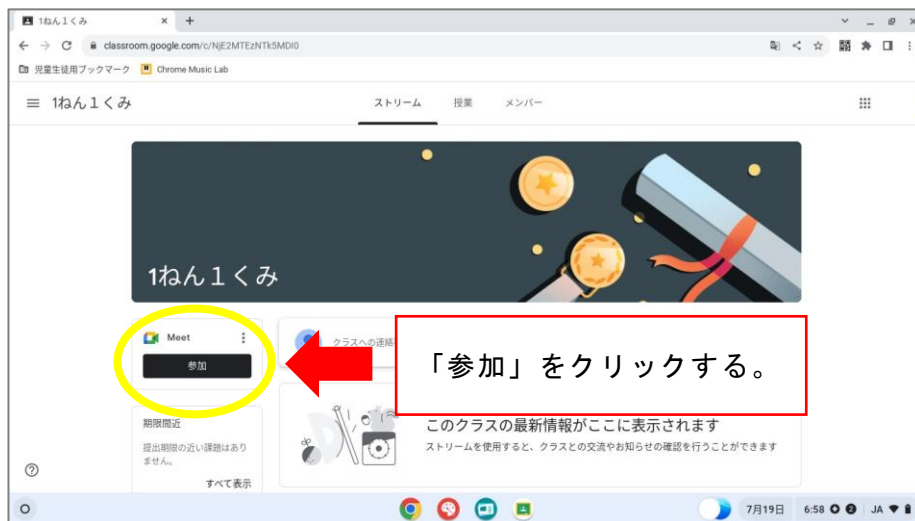 1ねん1くみ
classroom.google.com/c/NjE2MTEzNTk5MDI0
児童生徒用ブックマーク Chrome Music Lab
1ねん1くみ
ストリーム 授業 メンバー
1ねん1くみ
Meet
参加
クラスへの連絡
「参加」をクリックする。
期限間近
提出期限の近い課題はあり
ません。
すべて表示
このクラスの最新情報がここに表示されます
ストリームを使用すると、クラスとの交流やお知らせの確認を行うことができます
7月19日 6:58 2 JA